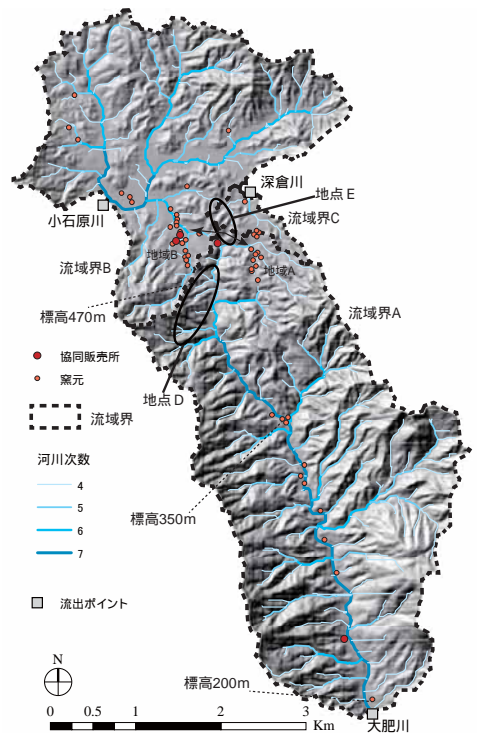 深倉川
地点E
小石原川
流域界C
流域界B
地域B
地域A
標高470m
流域界A
協同販売所
窯元
地点D
流域界
河川次数
4
5
6
7
標高350m
流出ポイント
N
標高200m
0 0.5 1 2 3
Km
大肥川